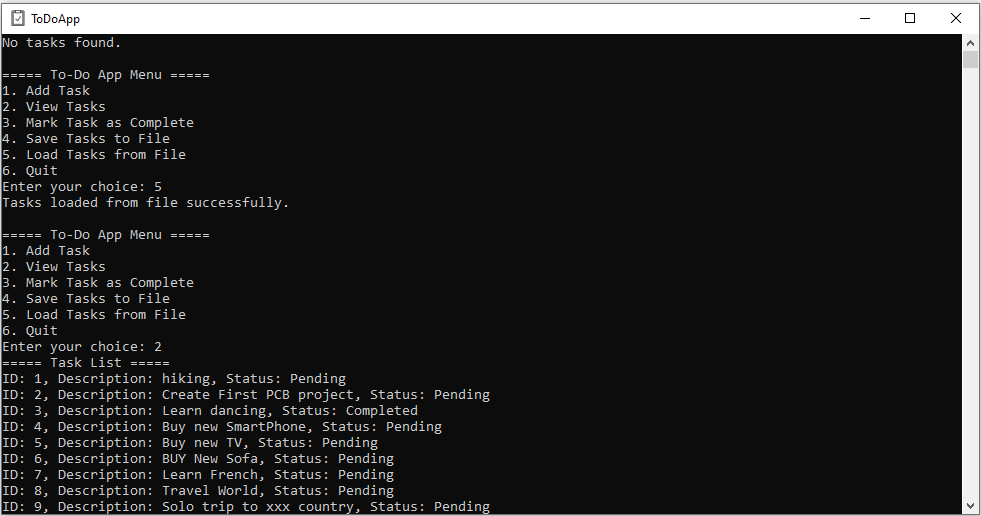 ToDoApp
No tasks found.
===== To-Do App Menu =====
1. Add Task
2. View Tasks
3. Mark Task as Complete
4. Save Tasks to File
5. Load Tasks from File
6. Quit
Enter your choice: 5
Tasks loaded from file successfully.
===== To-Do App Menu =====
1. Add Task
2. View Tasks
3. Mark Task as Complete
4. Save Tasks to File
5. Load Tasks from File
6. Quit
Enter your choice: 2
===== Task List =====
ID: 1, Description: hiking, Status: Pending
ID: 2, Description: Create First PCB project, Status: Pending
ID: 3, Description: Learn dancing, Status: Completed
ID: 4, Description: Buy new SmartPhone, Status: Pending
ID: 5, Description: Buy new TV, Status: Pending
ID: 6, Description: BUY New Sofa, Status: Pending
ID: 7, Description: Learn French, Status: Pending
ID: 8, Description: Travel World, Status: Pending
ID: 9, Description: Solo trip to xxx country, Status: Pending